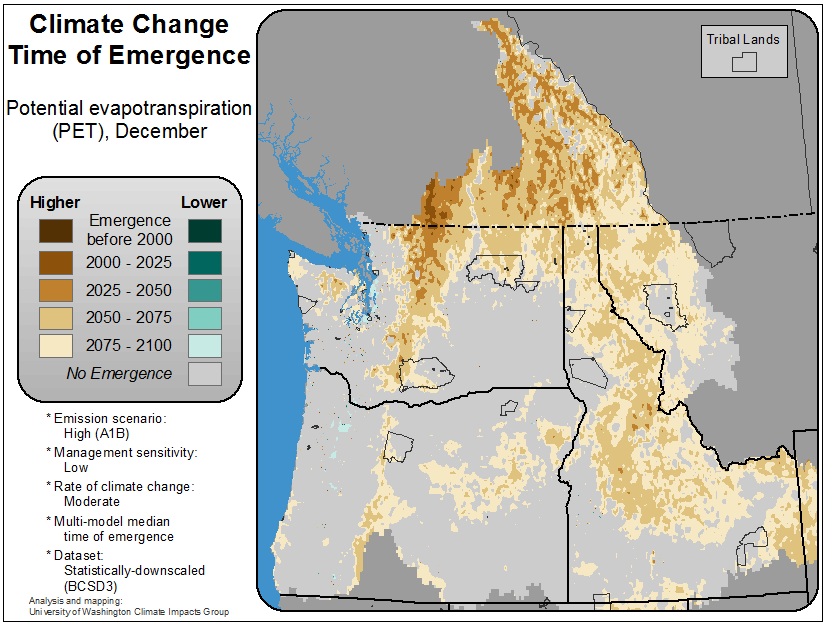 Climate Change
Time of Emergence
Potential evapotranspiration
(PET), December
Higher Lower
Emergence
before 2000
2000 - 2025
2025 - 2050
2050 - 2075
2075 - 2100
No Emergence
* Emission scenario:
High (A1B)
* Management sensitivity:
Low
* Rate of climate change:
Moderate
* Multi-model median
time of emergence
* Dataset:
Statistically-downscaled
(BCSD3)
Analysis and mapping:
University of Washington Climate Impacts Group
Tribal Lands